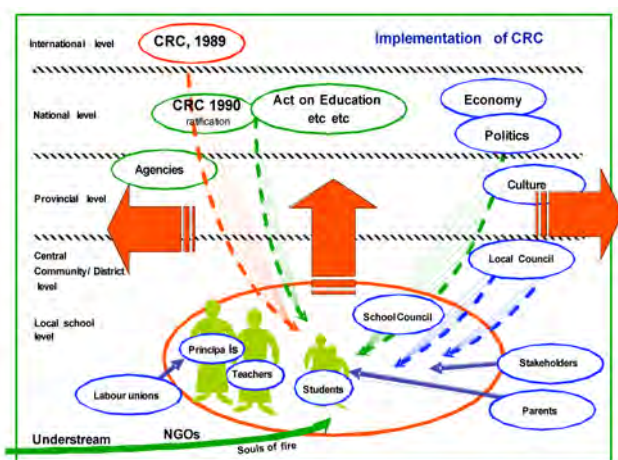 International level
CRC, 1989
Implementation of CRC
National level
CRC 1990
ratification
Act on Education
etc etc
Economy
Politics
Agencies
Provincial level
Culture
Central
Community/ District
level
Local Council
Local school
level
School Council
Principa ls
Teachers
Students
Stakeholders
Labour unions
Parents
Understream
NGOs
Souls of fire